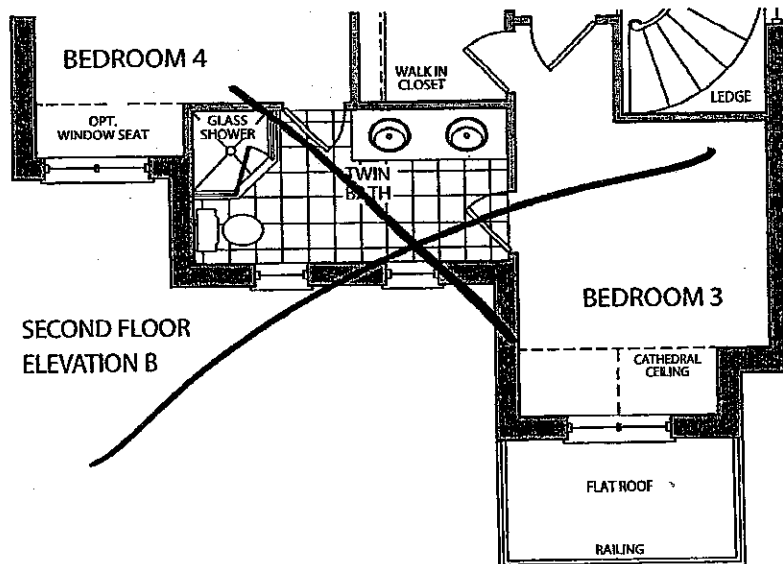 BEDROOM 4
OPT.
WINDOW SEAT
GLASS
SHOWER
WALK IN
CLOSET
LEDGE
TWIN
BATH
BEDROOM 3
SECOND FLOOR
ELEVATION B
CATHEDRAL
CEILING
FLAT ROOF
RAILING